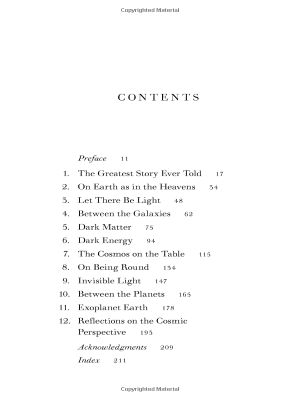 Copyrighted Material
CONTENTS
Preface 11
1. The Greatest Story Ever Told 17
2. On Earth as in the Heavens 34
3. Let There Be Light 48
4. Between the Galaxies 62
5. Dark Matter 75
6. Dark Energy 94
7. The Cosmos on the Table 115
8. On Being Round 134
9. Invisible Light 147
10. Between the Planets 165
11. Exoplanet Earth 178
12. Reflections on the Cosmic
Perspective 193
Acknowledgments 209
Index 211
Copyrighted Material